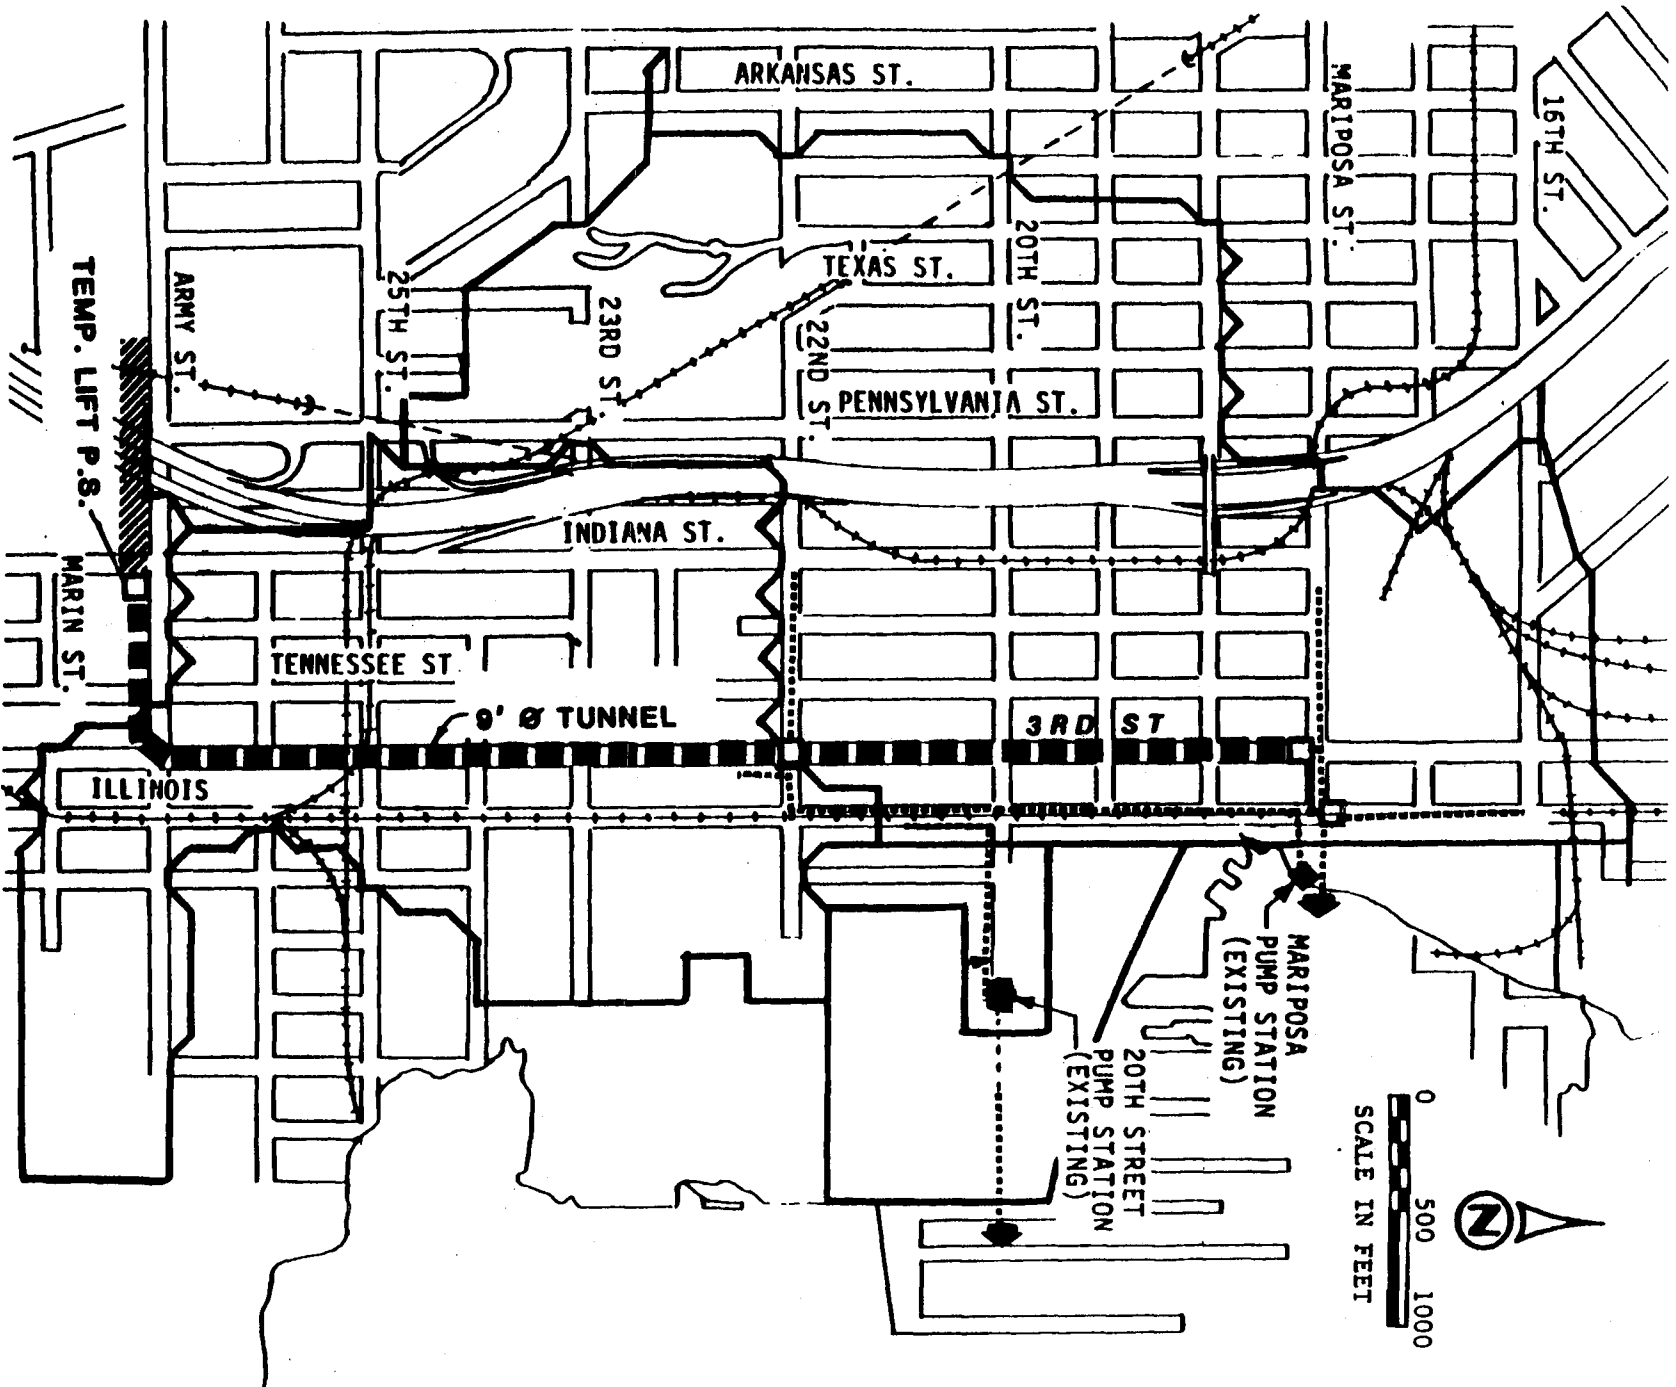 ARKANSAS ST.
MARIPOSA ST.
16TH ST.
20TH ST.
TEXAS ST.
25TH ST.
ARMY ST.
TEMP. LIFT P.S.
23RD ST.
22ND ST.
PENNSYLVANIA ST.
INDIANA ST.
MARIN ST.
TENNESSEE ST
9' Ø TUNNEL
3RD ST
ILLINOIS
MARIPOSA
PUMP STATION
(EXISTING)
20TH STREET
PUMP STATION
(EXISTING)
0 500 1000
SCALE IN FEET
N